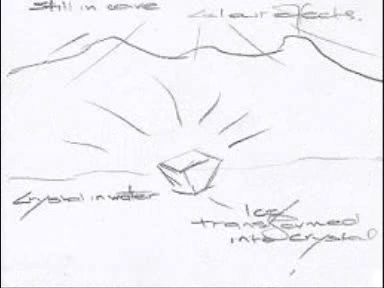 Still in cave
Colour effects.
Crystal in water
Ice/
transformed
into crystal